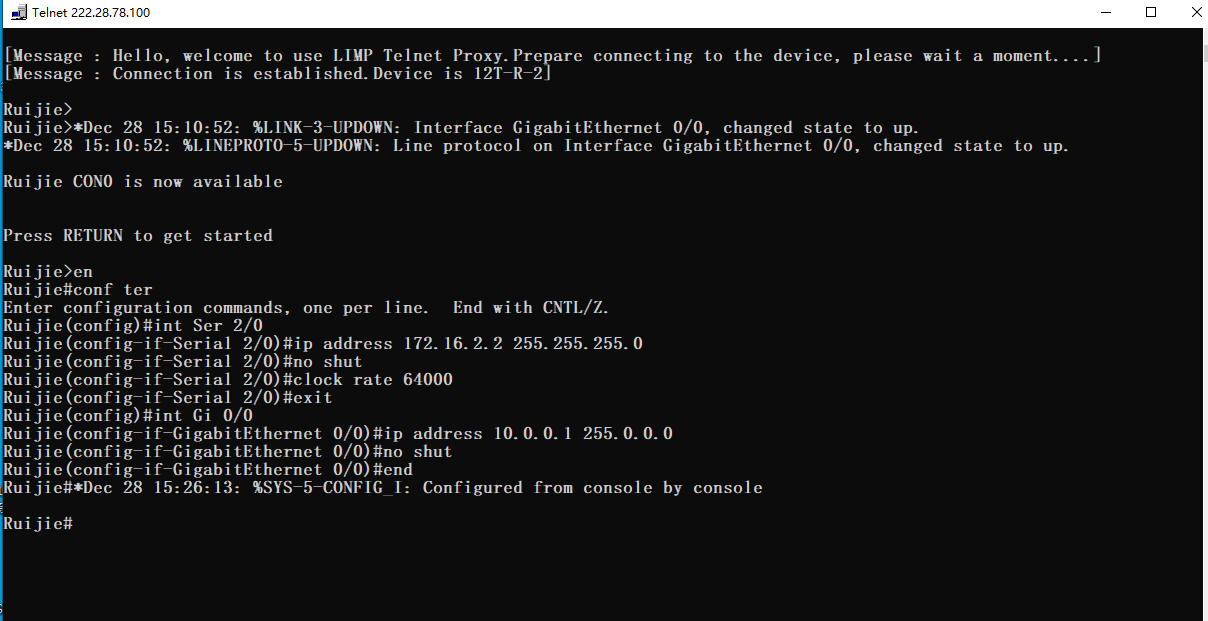 Telnet 222.28.78.100
[Message : Hello, welcome to use LIMP Telnet Proxy.Prepare connecting to the device, please wait a moment....]
[Message : Connection is established.Device is 12T-R-2]
Ruijie>
Ruijie>*Dec 28 15:10:52: %LINK-3-UPDOWN: Interface GigabitEthernet 0/0, changed state to up.
*Dec 28 15:10:52: %LINEPROTO-5-UPDOWN: Line protocol on Interface GigabitEthernet 0/0, changed state to up.
Ruijie CON0 is now available
Press RETURN to get started
Ruijie>en
Ruijie#conf ter
Enter configuration commands, one per line.  End with CNTL/Z.
Ruijie(config)#int Ser 2/0
Ruijie(config-if-Serial 2/0)#ip address 172.16.2.2 255.255.255.0
Ruijie(config-if-Serial 2/0)#no shut
Ruijie(config-if-Serial 2/0)#clock rate 64000
Ruijie(config-if-Serial 2/0)#exit
Ruijie(config)#int Gi 0/0
Ruijie(config-if-GigabitEthernet 0/0)#ip address 10.0.0.1 255.0.0.0
Ruijie(config-if-GigabitEthernet 0/0)#no shut
Ruijie(config-if-GigabitEthernet 0/0)#end
Ruijie#*Dec 28 15:26:13: %SYS-5-CONFIG_I: Configured from console by console
Ruijie#